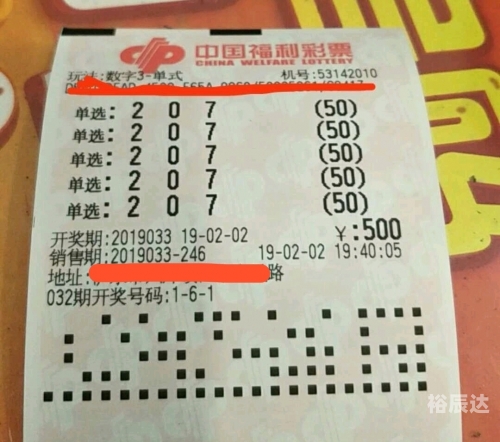 中国福利彩票
CHINA WELFARE LOTTERY
玩法:数字3-单式 机号:53142010
单选: 2 0 7 (50)
单选: 2 0 7 (50)
单选: 2 0 7 (50)
单选: 2 0 7 (50)
单选: 2 0 7 (50)
¥:500
开奖期:2019033 19-02-02
销售期:2019033-246 19-02-02 19:40:05
地址: 路
032期开奖号码:1-6-1
裕辰达